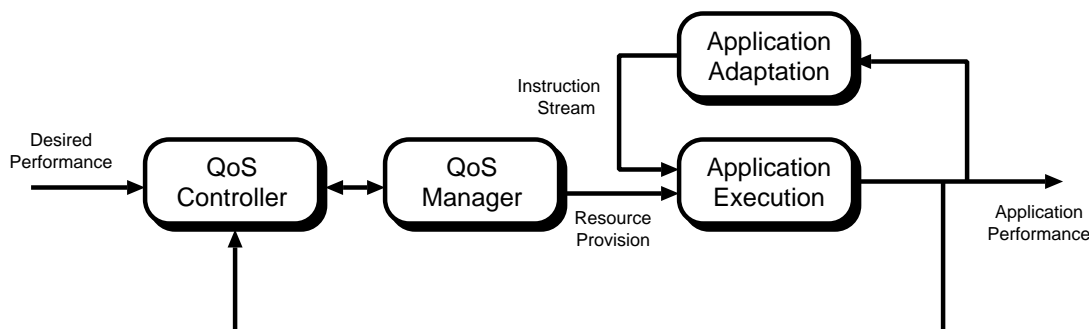 Application
Adaptation
Instruction
Stream
Desired
Performance
QoS
Controller
QoS
Manager
Application
Execution
Resource
Provision
Application
Performance